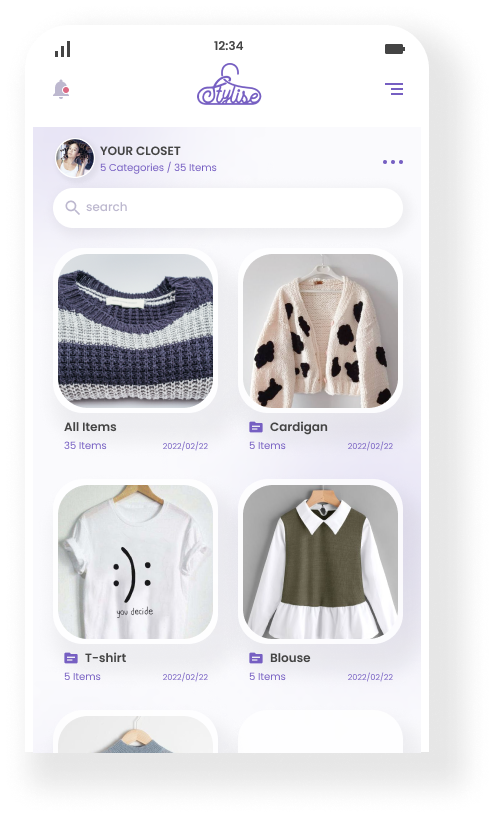 12:34
Stylise
YOUR CLOSET
5 Categories / 35 Items
search
All Items
35 Items 2022/02/22
Cardigan
5 Items 2022/02/22
:):
you decide
T-shirt
5 Items 2022/02/22
Blouse
5 Items 2022/02/22